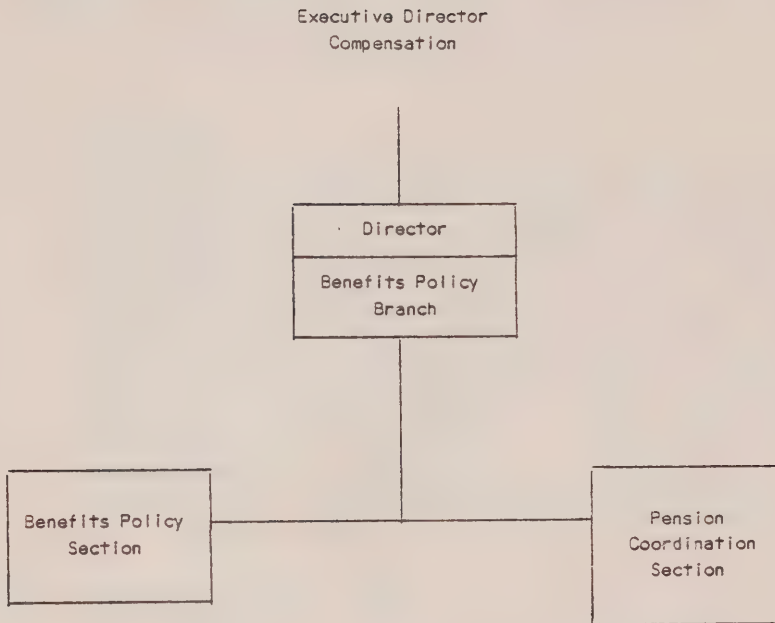 Executive Director
Compensation
Director
Benefits Policy
Branch
Benefits Policy
Section
Pension
Coordination
Section